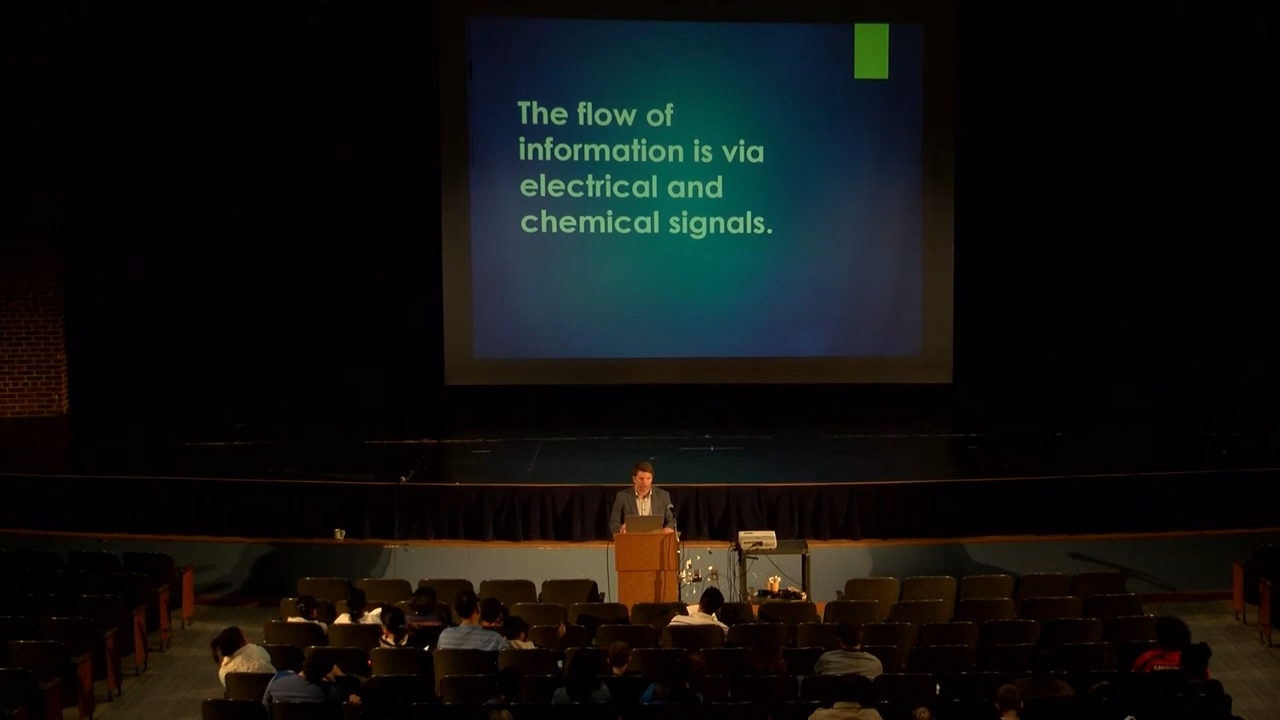 The flow of
information is via
electrical and
chemical signals.